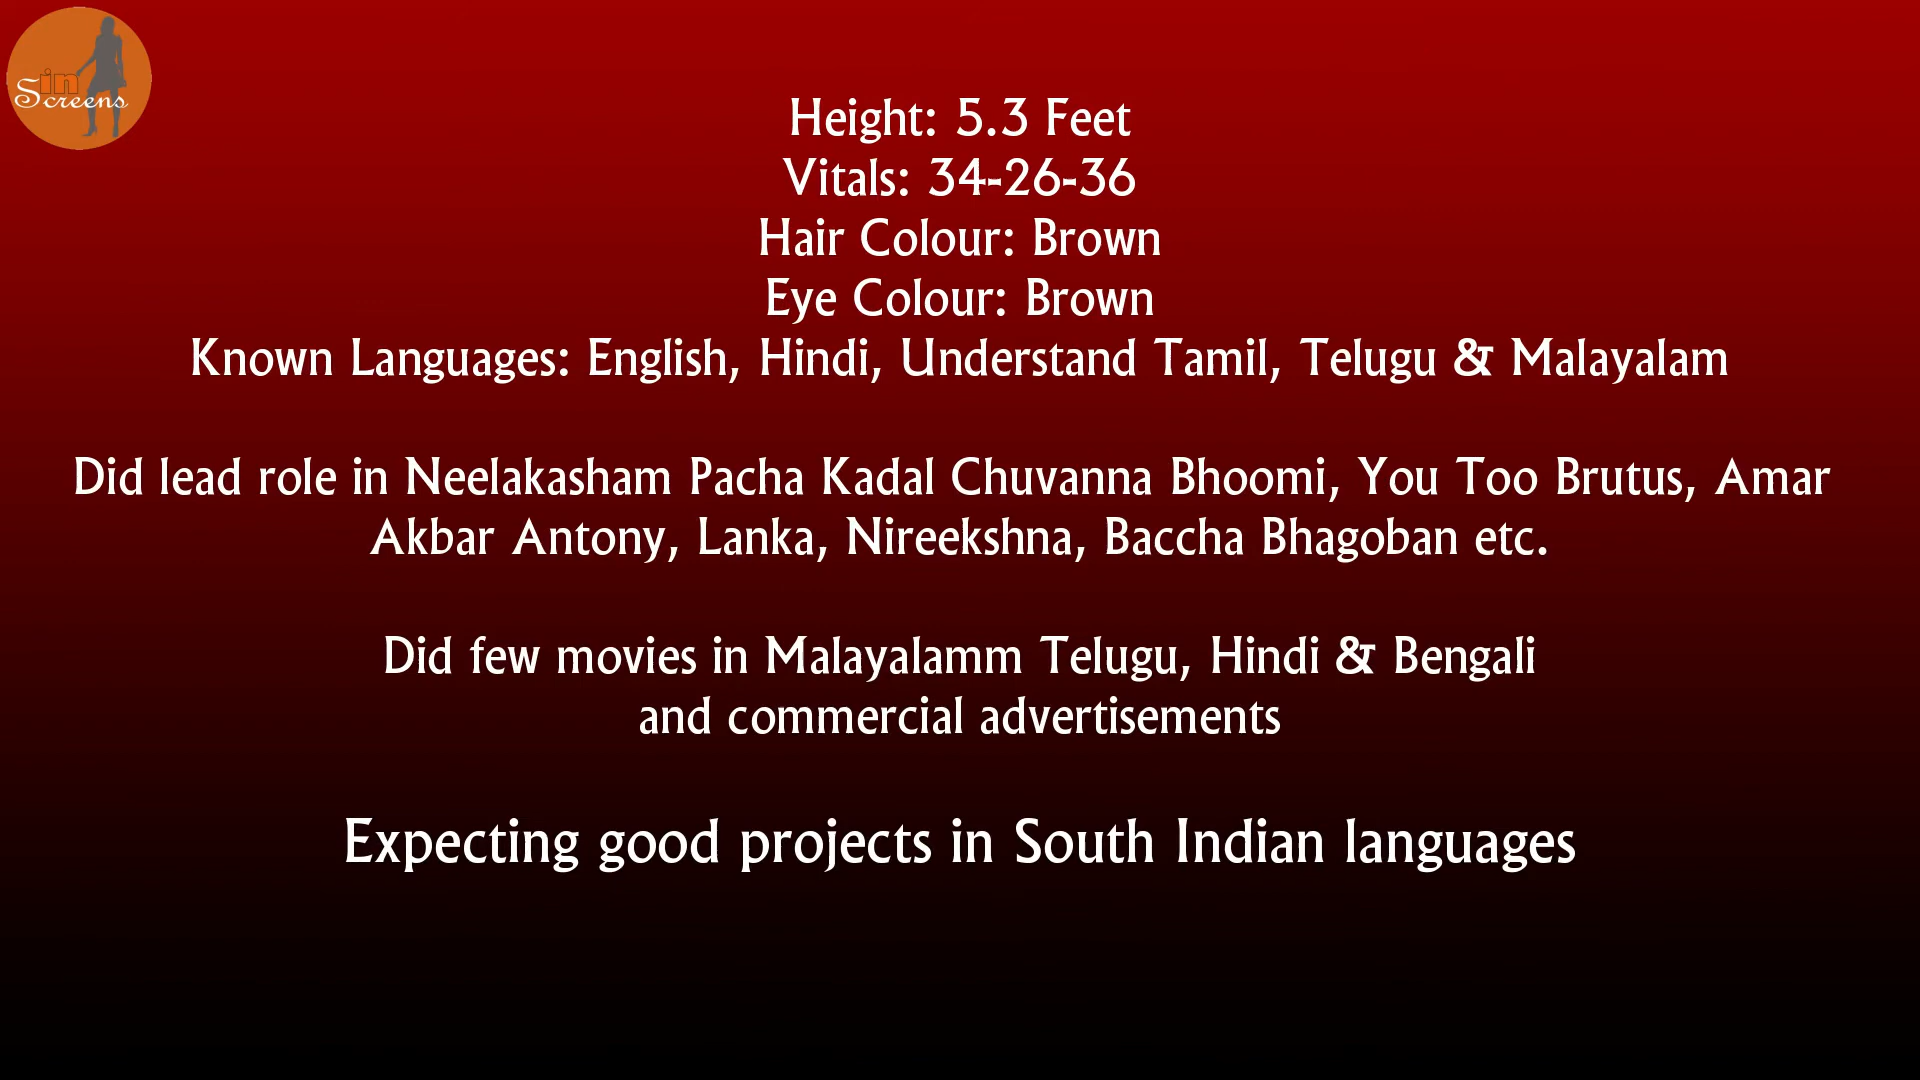 in
Screens
Height: 5.3 Feet
Vitals: 34-26-36
Hair Colour: Brown
Eye Colour: Brown
Known Languages: English, Hindi, Understand Tamil, Telugu & Malayalam
Did lead role in Neelakasham Pacha Kadal Chuvanna Bhoomi, You Too Brutus, Amar
Akbar Antony, Lanka, Nireekshna, Baccha Bhagoban etc.
Did few movies in Malayalamm Telugu, Hindi & Bengali
and commercial advertisements
Expecting good projects in South Indian languages